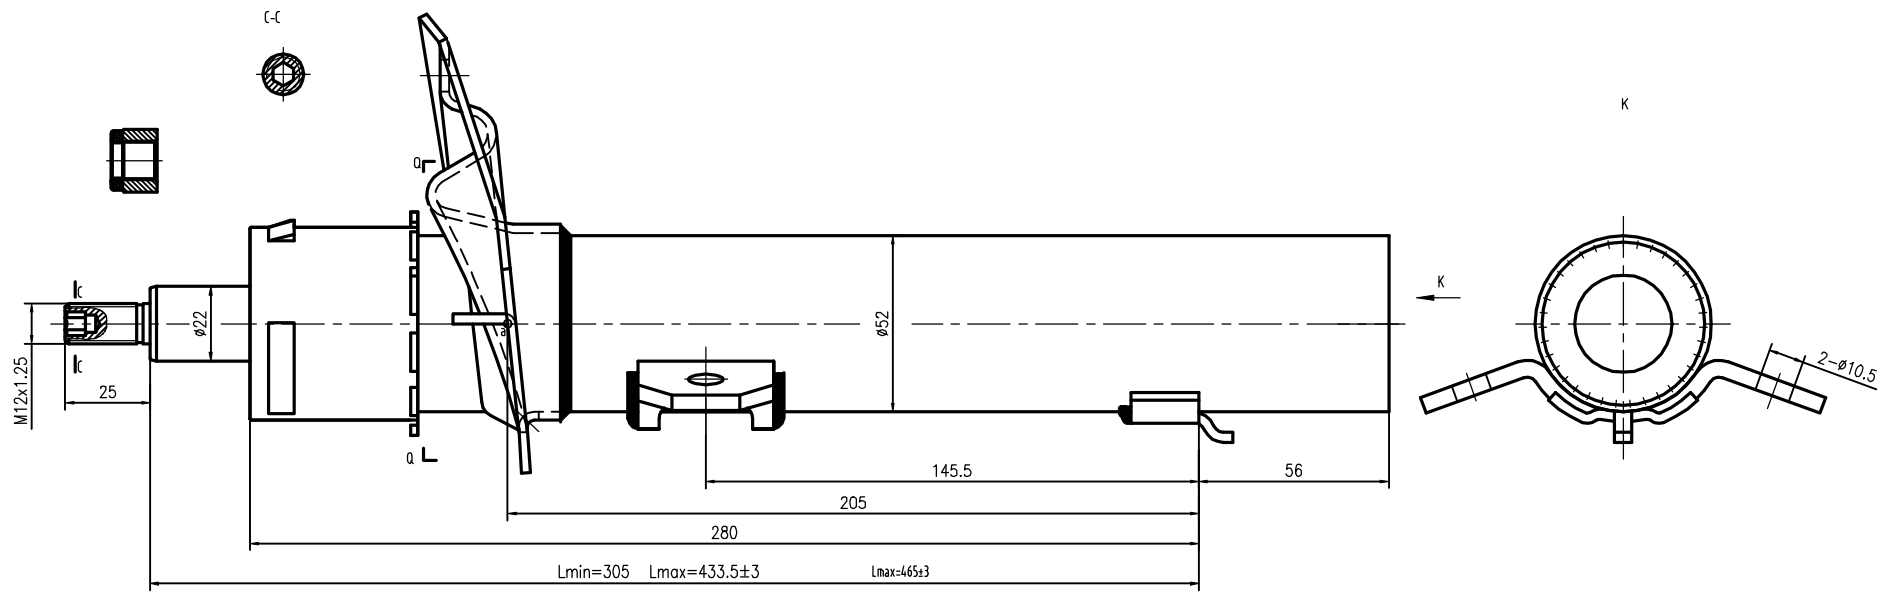 C-C
K
Q
K
C
ø22
ø52
a
C
M12x1.25
25
2-ø10.5
Q
145.5
56
205
280
Lmin=305 Lmax=433.5±3 Lmax=465±3